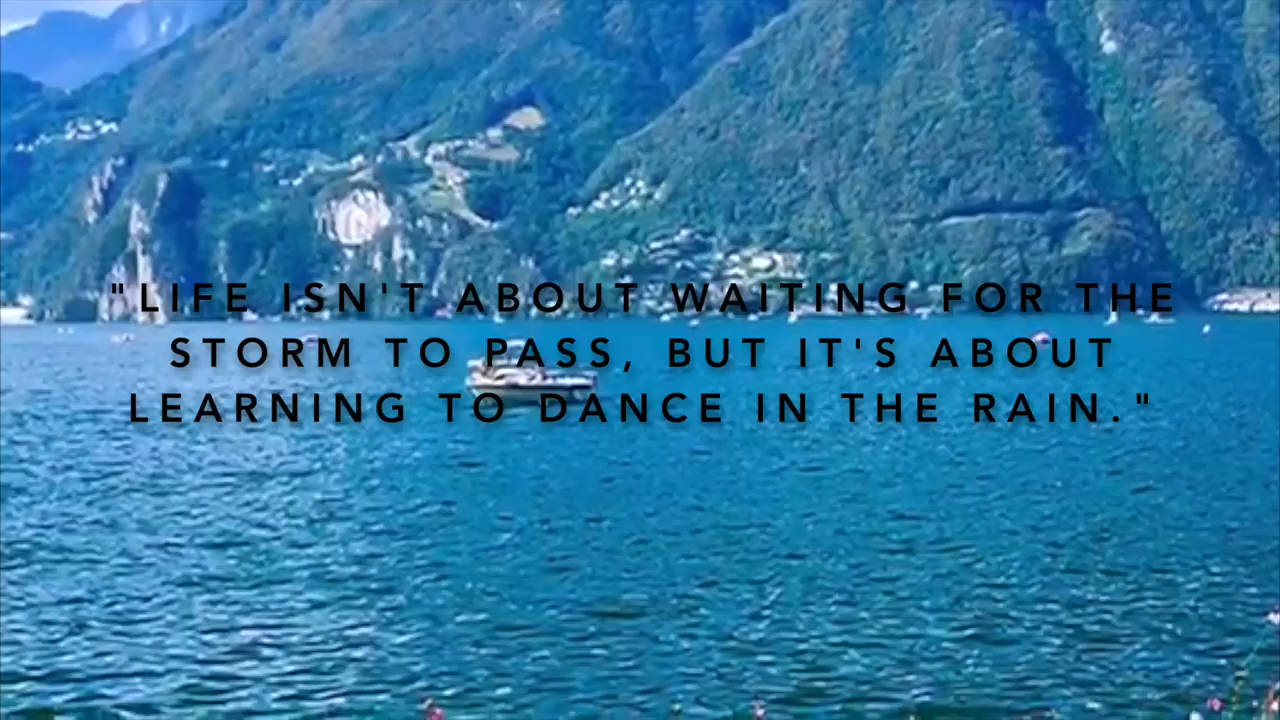 "LIFE ISN'T ABOUT WAITING FOR THE
STORM TO PASS, BUT IT'S ABOUT
LEARNING TO DANCE IN THE RAIN."